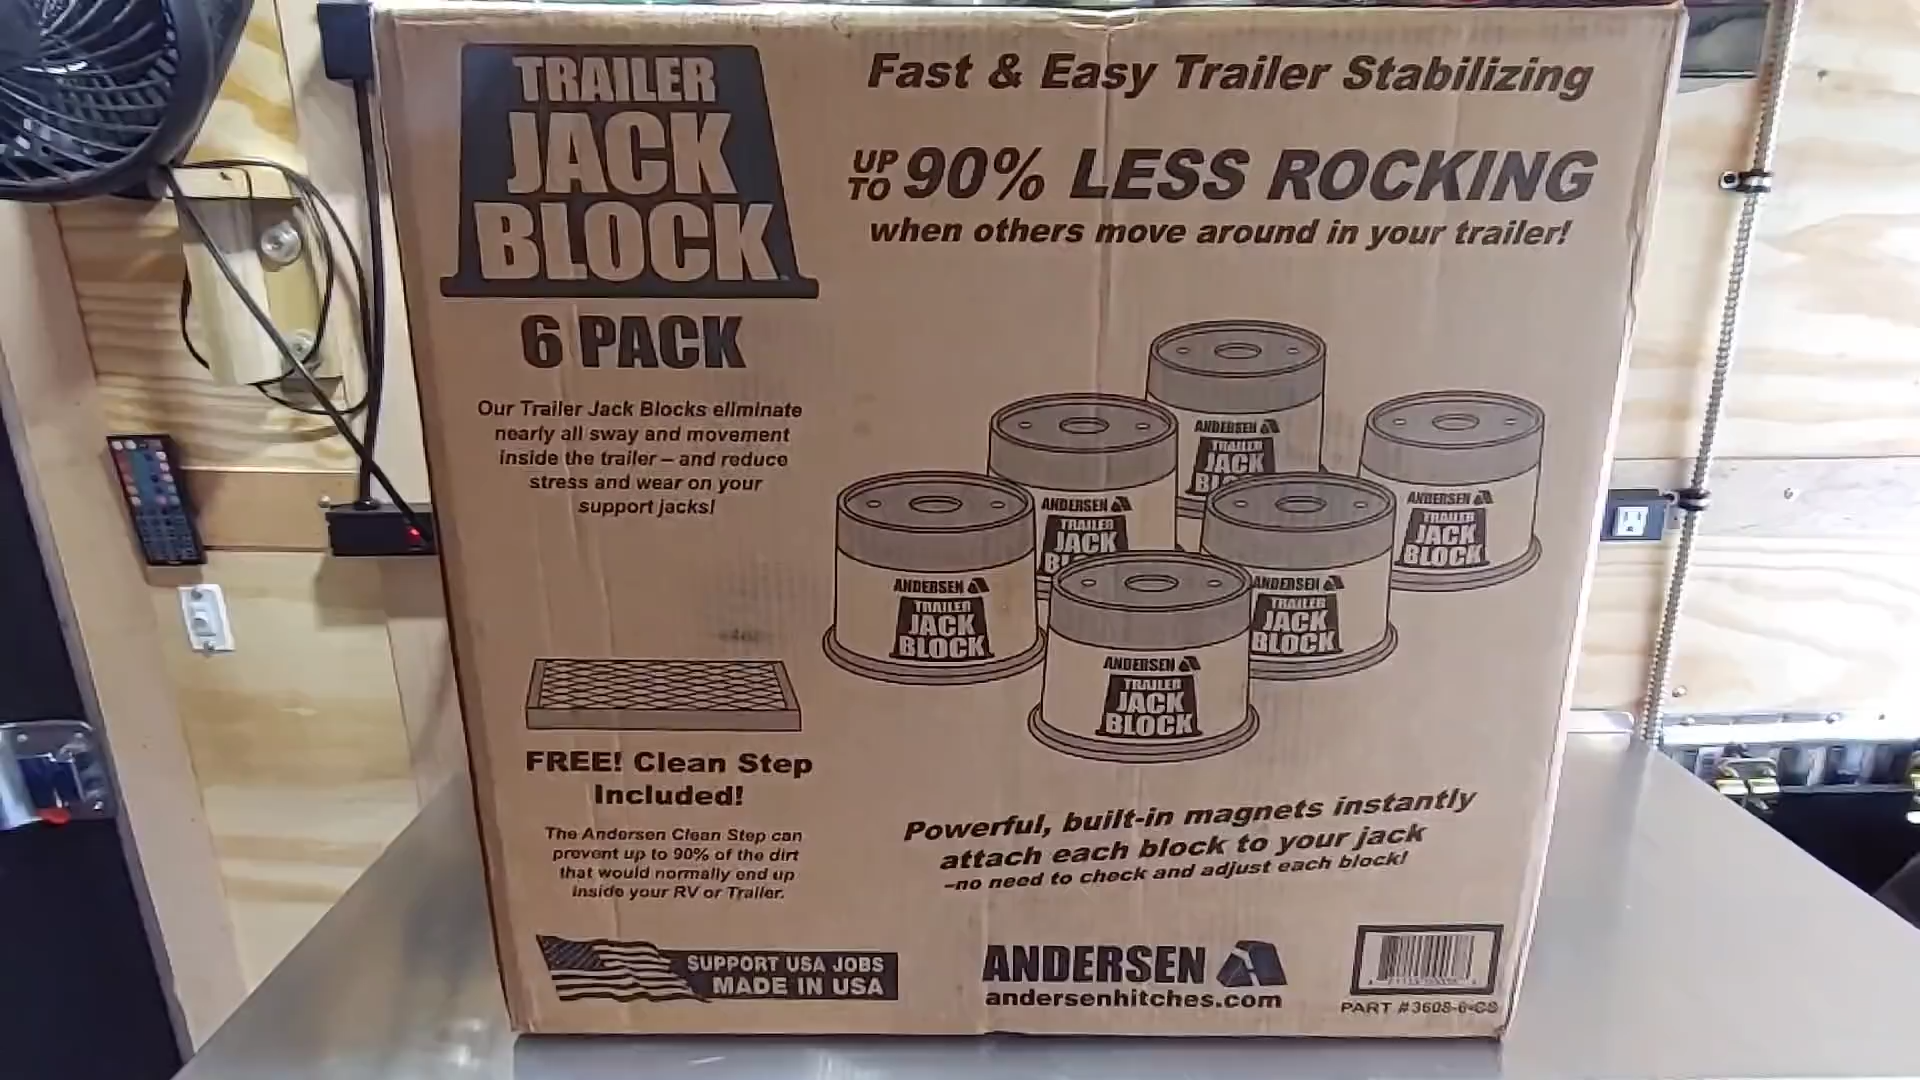 TRAILER
JACK
BLOCK
6 PACK
Our Trailer Jack Blocks eliminate
nearly all sway and movement
inside the trailer – and reduce
stress and wear on your
support jacks!
Fast & Easy Trailer Stabilizing
UP TO 90% LESS ROCKING
when others move around in your trailer!
ANDERSEN
TRAILER
JACK
ANDERSEN
TRAILER
JACK
ANDERSEN
TRAILER
JACK
BLOCK
ANDERSEN
TRAILER
JACK
BLOCK
ANDERSEN
TRAILER
JACK
BLOCK
ANDERSEN
TRAILER
JACK
BLOCK
FREE! Clean Step
Included!
The Andersen Clean Step can
prevent up to 90% of the dirt
that would normally end up
inside your RV or Trailer.
Powerful, built-in magnets instantly
attach each block to your jack
–no need to check and adjust each block!
SUPPORT USA JOBS
MADE IN USA
ANDERSEN
andersenhitches.com
PART #3608-6-CS